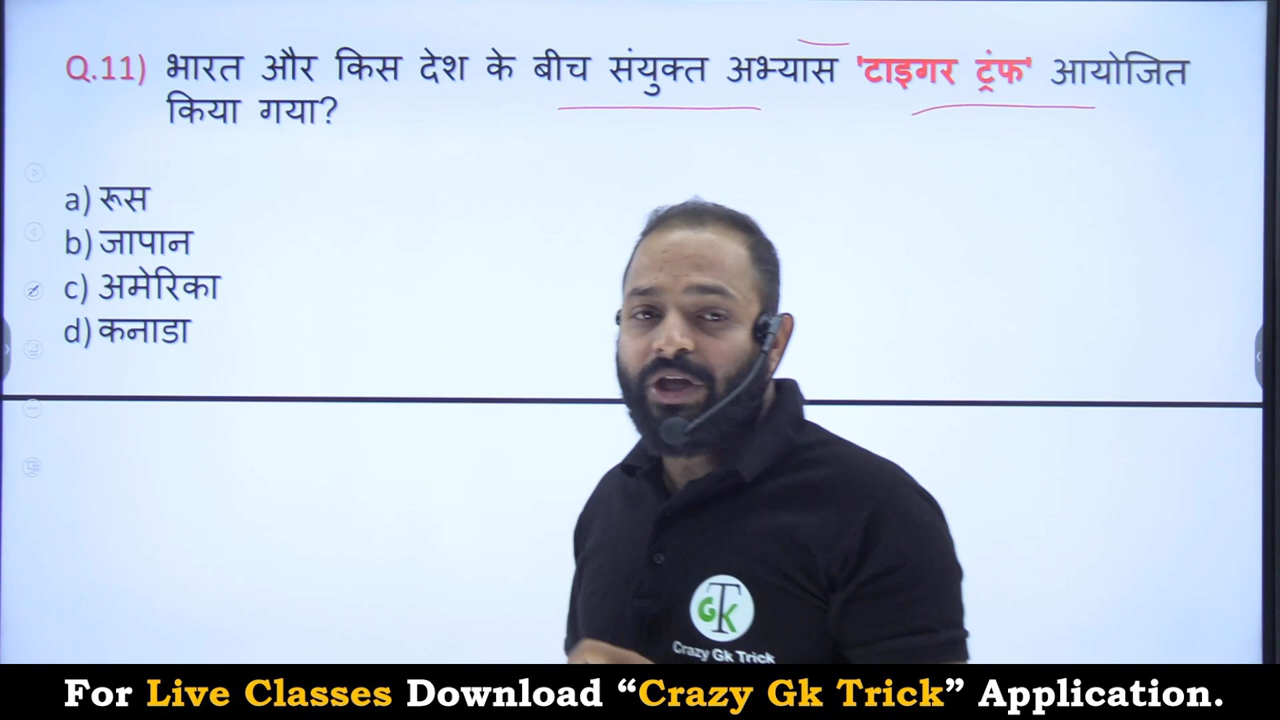 Q.11) भारत और किस देश के बीच संयुक्त अभ्यास 'टाइगर ट्रंफ' आयोजित
किया गया?
a) रूस
b) जापान
c) अमेरिका
d) कनाडा
GTK
Crazy Gk Trick
For Live Classes Download “Crazy Gk Trick” Application.